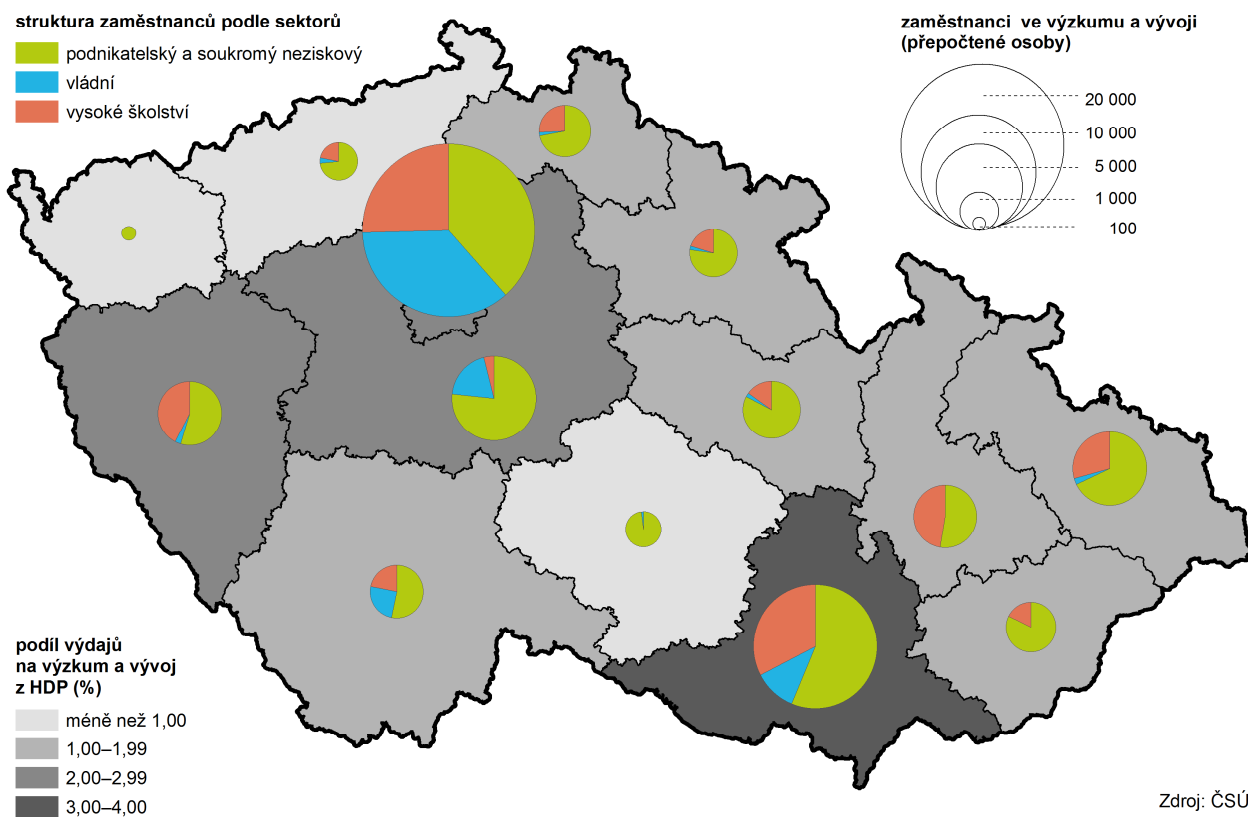 struktura zaměstnanců podle sektorů
podnikatelský a soukromý neziskový
vládní
vysoké školství
zaměstnanci ve výzkumu a vývoji
(přepočtené osoby)
20 000
10 000
5 000
1 000
100
podíl výdajů
na výzkum a vývoj
z HDP (%)
méně než 1,00
1,00–1,99
2,00–2,99
3,00–4,00
Zdroj: ČSÚ